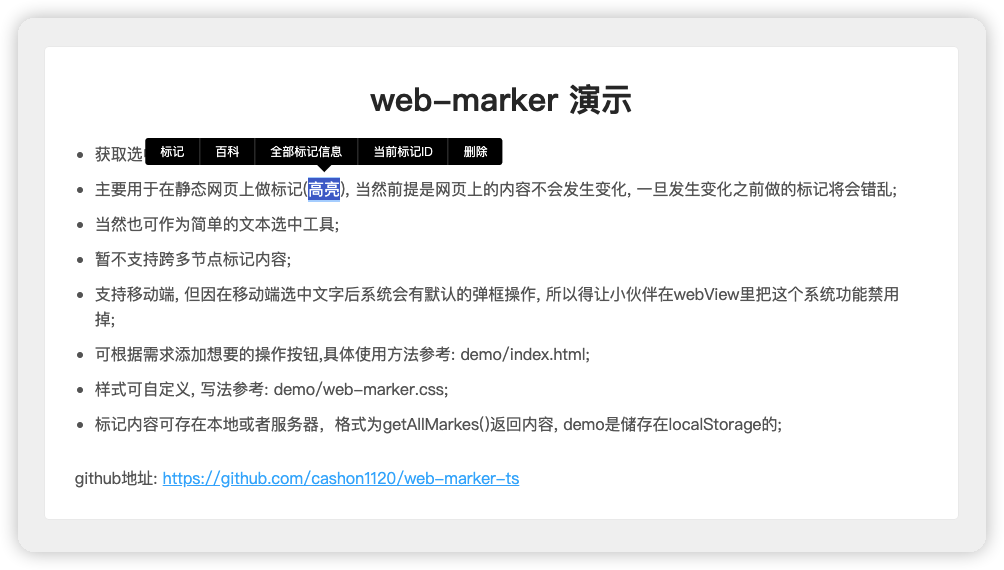 web-marker 演示
标记 百科 全部标记信息 当前标记ID 删除
获取选
主要用于在静态网页上做标记(高亮), 当然前提是网页上的内容不会发生变化, 一旦发生变化之前做的标记将会错乱;
当然也可作为简单的文本选中工具;
暂不支持跨多节点标记内容;
支持移动端, 但因在移动端选中文字后系统会有默认的弹框操作, 所以得让小伙伴在webView里把这个系统功能禁用
掉;
可根据需求添加想要的操作按钮,具体使用方法参考: demo/index.html;
样式可自定义, 写法参考: demo/web-marker.css;
标记内容可存在本地或者服务器，格式为getAllMarkes()返回内容, demo是储存在localStorage的;
github地址: https://github.com/cashon1120/web-marker-ts